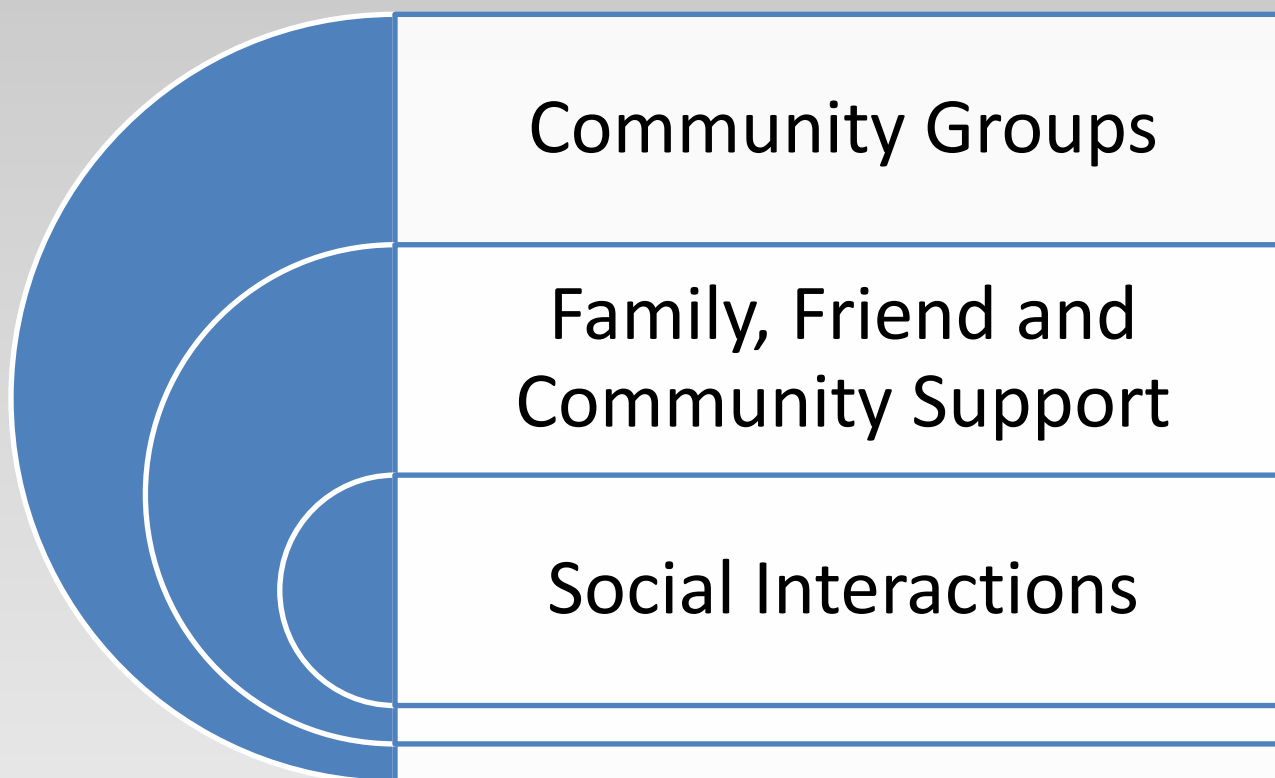 Community Groups
Family, Friend and
Community Support
Social Interactions